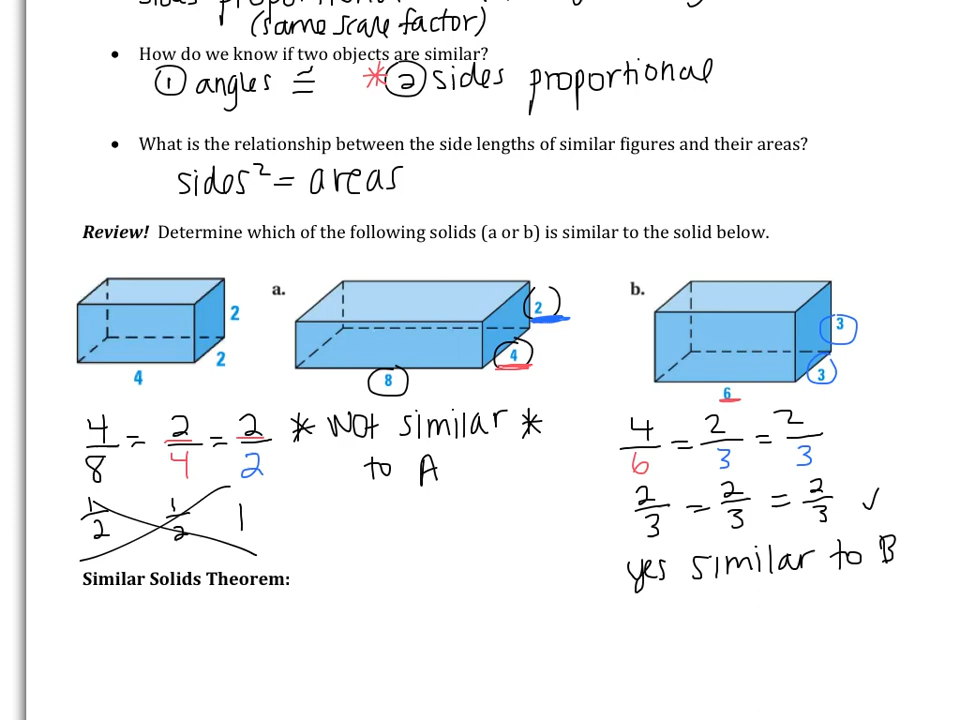 sides proportional
(same scale factor)
• How do we know if two objects are similar?
① angles ≅ *② sides proportional
• What is the relationship between the side lengths of similar figures and their areas?
sides² = areas
Review! Determine which of the following solids (a or b) is similar to the solid below.
2
2
4
a.
2
4
8
b.
3
3
6
4/8 = 2/4 = 2/2 * NOT similar *
to A
1/2 1/2 1
4/6 = 2/3 = 2/3
2/3 = 2/3 = 2/3 ✓
yes similar to B
Similar Solids Theorem: